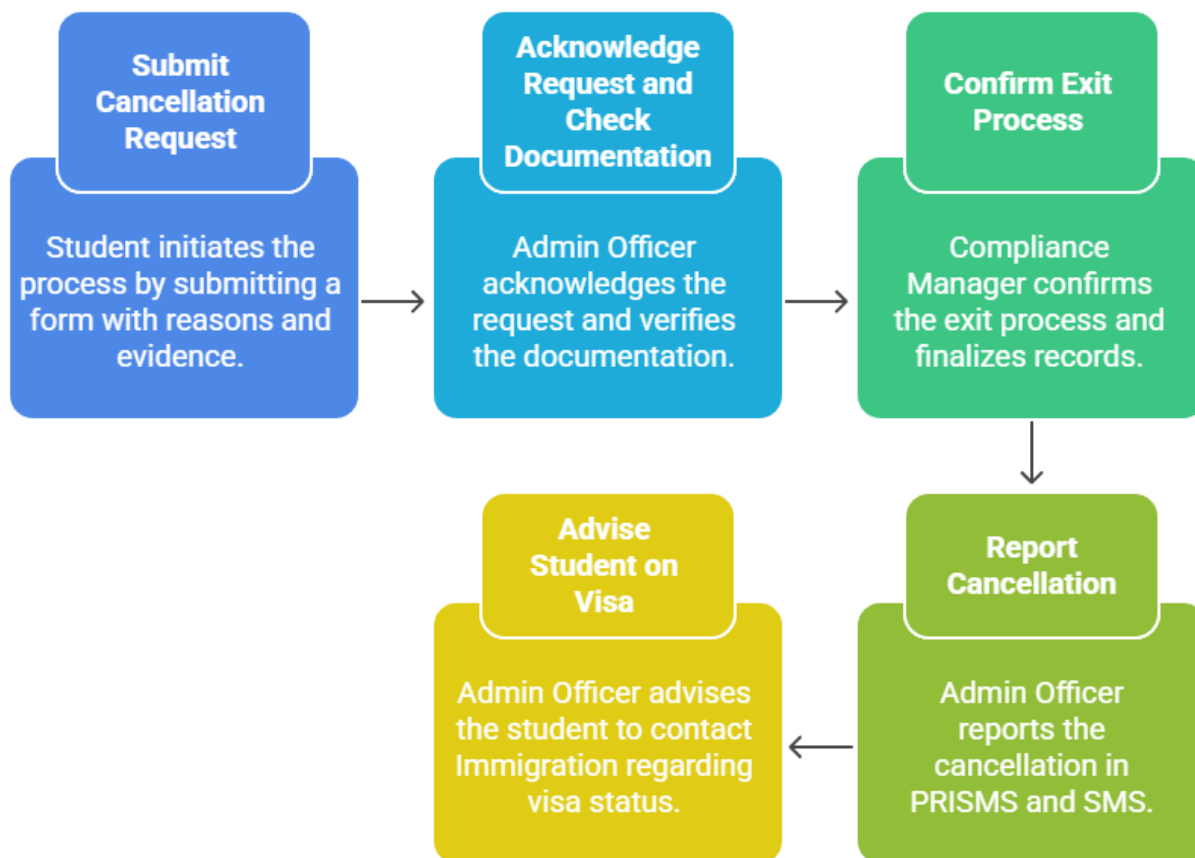 Submit
Cancellation
Request
Student initiates the
process by submitting a
form with reasons and
evidence.
Acknowledge
Request and
Check
Documentation
Admin Officer
acknowledges the
request and verifies
the documentation.
Confirm Exit
Process
Compliance
Manager confirms
the exit process and
finalizes records.
Report
Cancellation
Admin Officer
reports the
cancellation in
PRISMS and SMS.
Advise
Student on
Visa
Admin Officer advises
the student to contact
Immigration regarding
visa status.